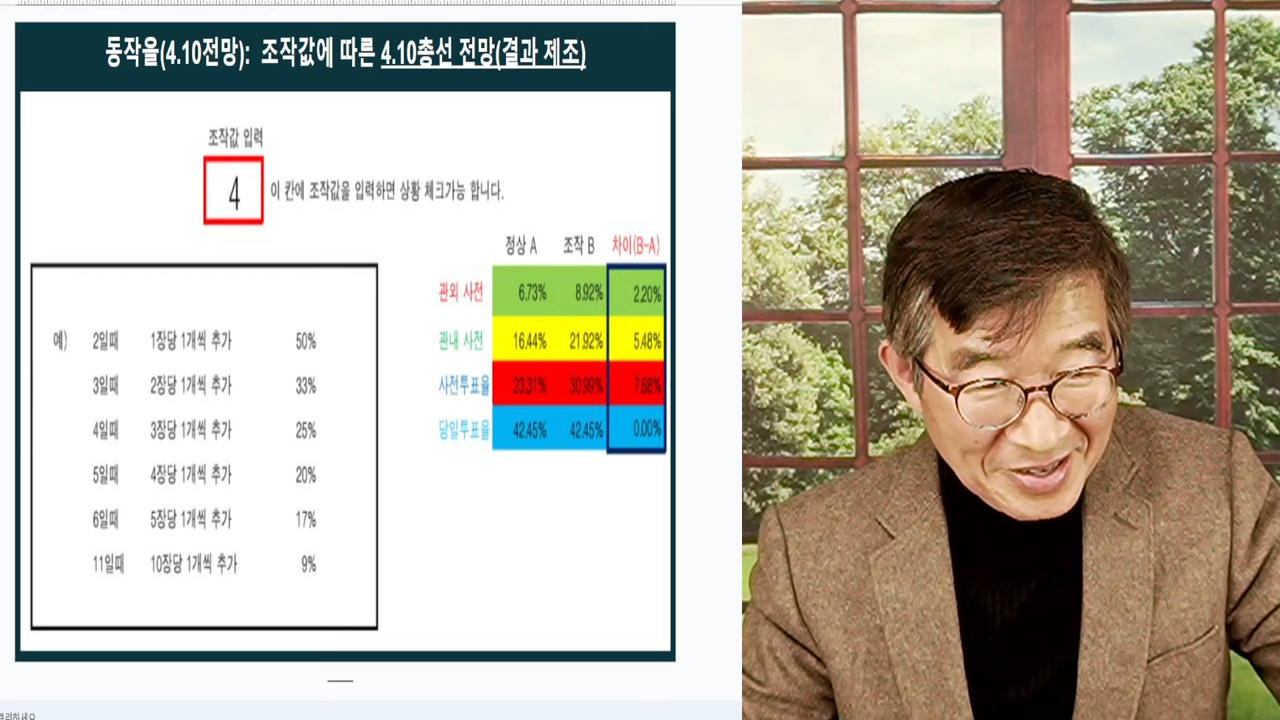 동작을(4.10전망): 조작값에 따른 4.10총선 전망(결과 제조)
조작값 입력
4 이 칸에 조작값을 입력하면 상황 체크가능 합니다.
정상 A 조작 B 차이(B-A)
관외 사전 6.73% 8.92% 2.20%
관내 사전 16.44% 21.92% 5.48%
사전투표율 23.31% 30.99% 7.68%
당일투표율 42.45% 42.45% 0.00%
예) 2일때 1장당 1개씩 추가 50%
3일때 2장당 1개씩 추가 33%
4일때 3장당 1개씩 추가 25%
5일때 4장당 1개씩 추가 20%
6일때 5장당 1개씩 추가 17%
11일때 10장당 1개씩 추가 9%